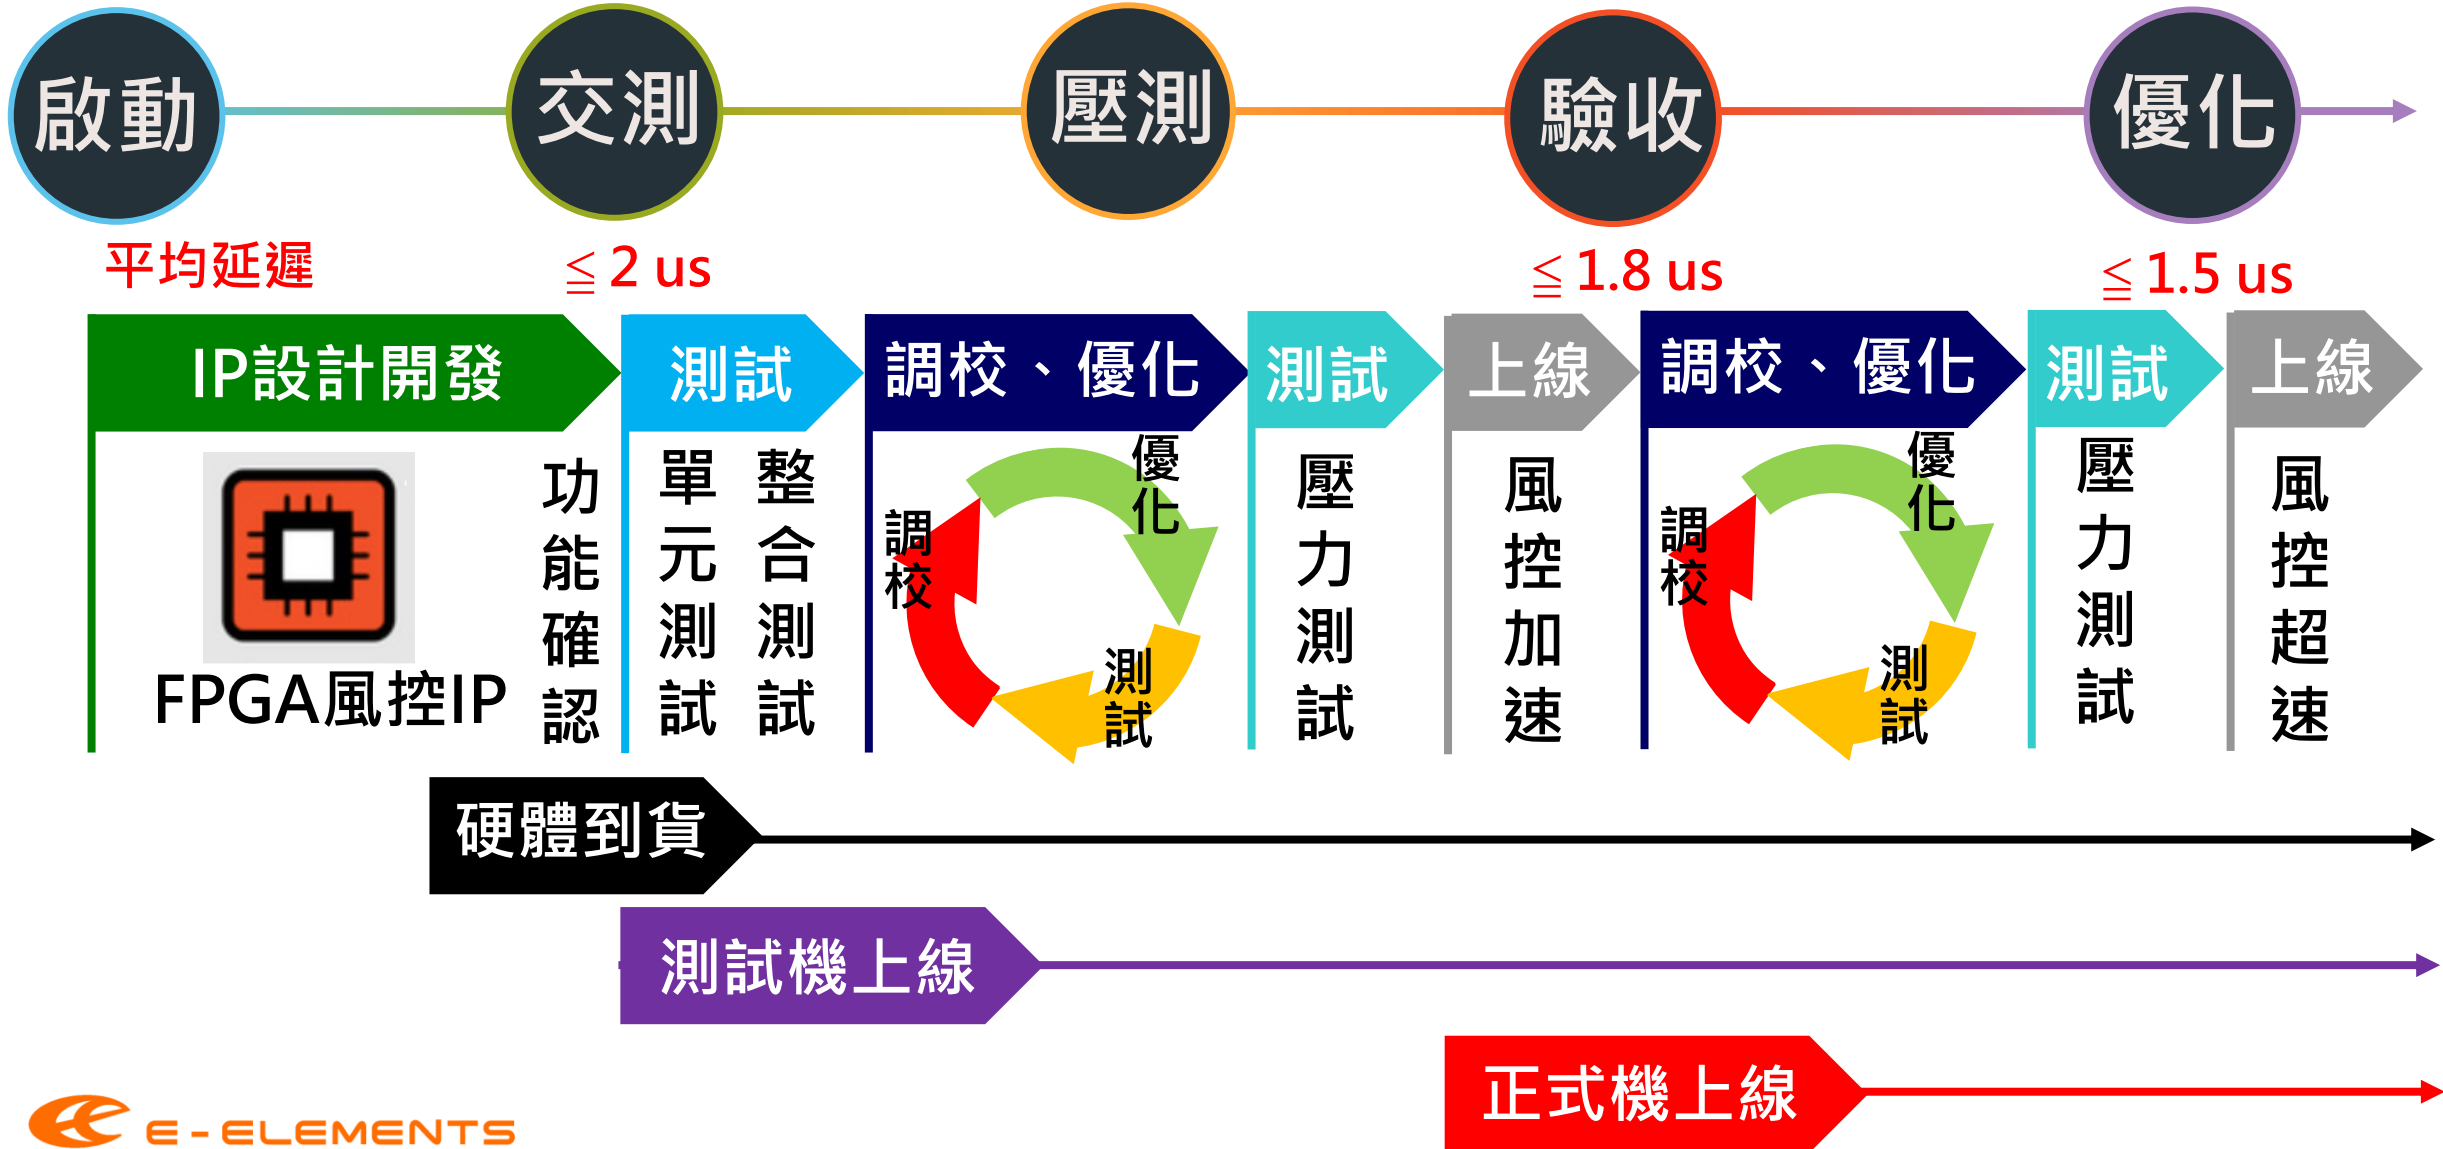 啟動
交測
壓測
驗收
優化
平均延遲
≦ 2 us
≦ 1.8 us
≦ 1.5 us
IP設計開發
測試
調校、優化
測試
上線
調校、優化
測試
上線
FPGA風控IP
功能確認
單元測試
整合測試
優化
調校
測試
壓力測試
風控加速
優化
調校
測試
壓力測試
風控超速
硬體到貨
測試機上線
正式機上線
E-ELEMENTS